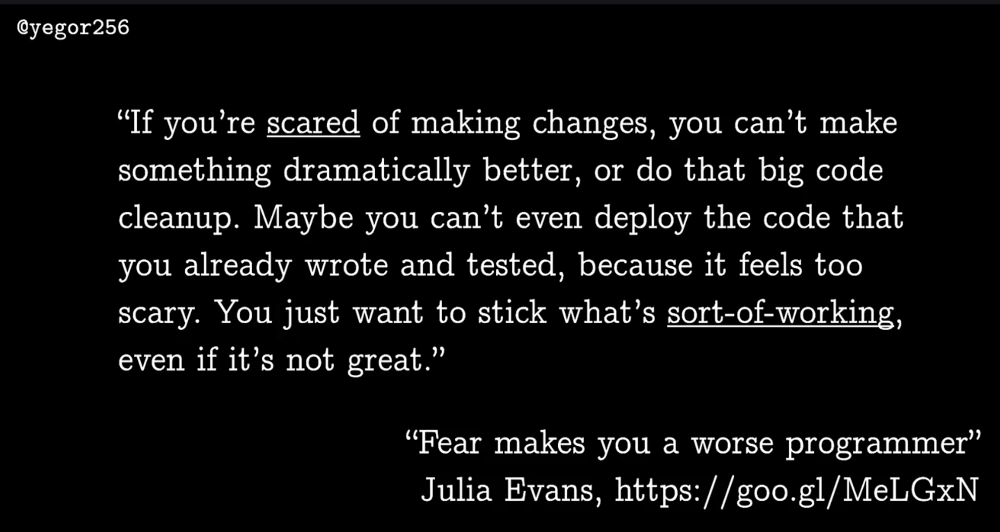 @yegor256
“If you’re scared of making changes, you can’t make
something dramatically better, or do that big code
cleanup. Maybe you can’t even deploy the code that
you already wrote and tested, because it feels too
scary. You just want to stick what’s sort-of-working,
even if it’s not great.”
“Fear makes you a worse programmer”
Julia Evans, https://goo.gl/MeLGxN